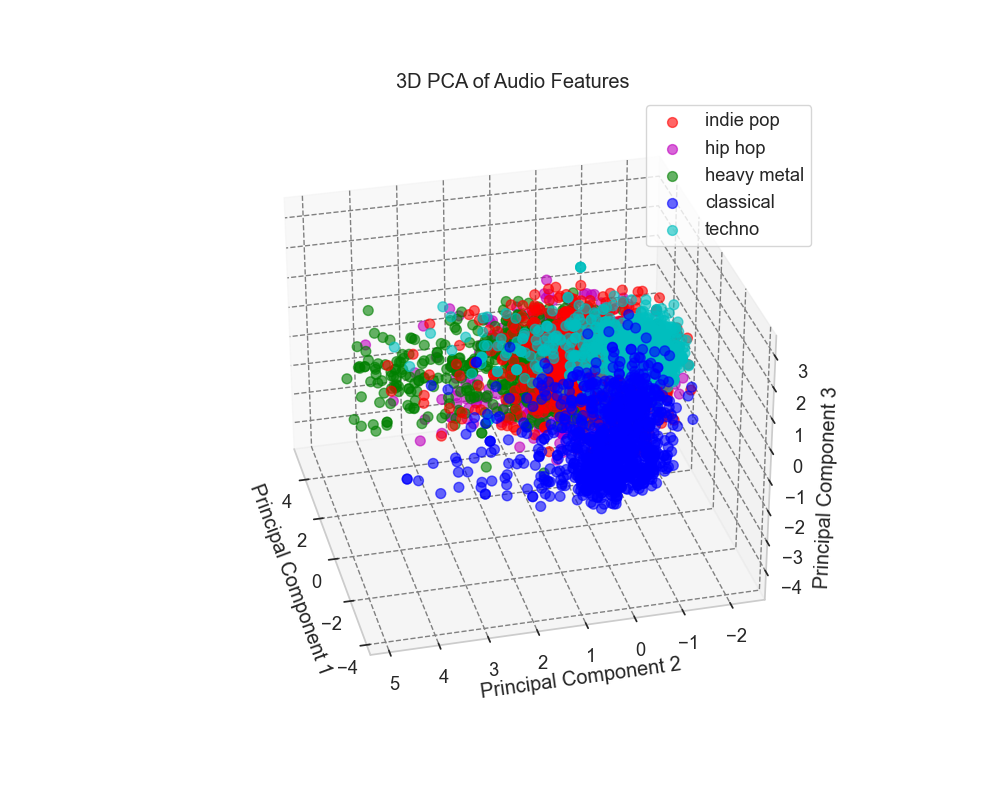 3D PCA of Audio Features
indie pop
hip hop
heavy metal
classical
techno
3
2
1
0
−1
−2
−3
−4
Principal Component 3
4
2
0
−2
−4
Principal Component 1
5
4
3
2
1
0
−1
−2
Principal Component 2